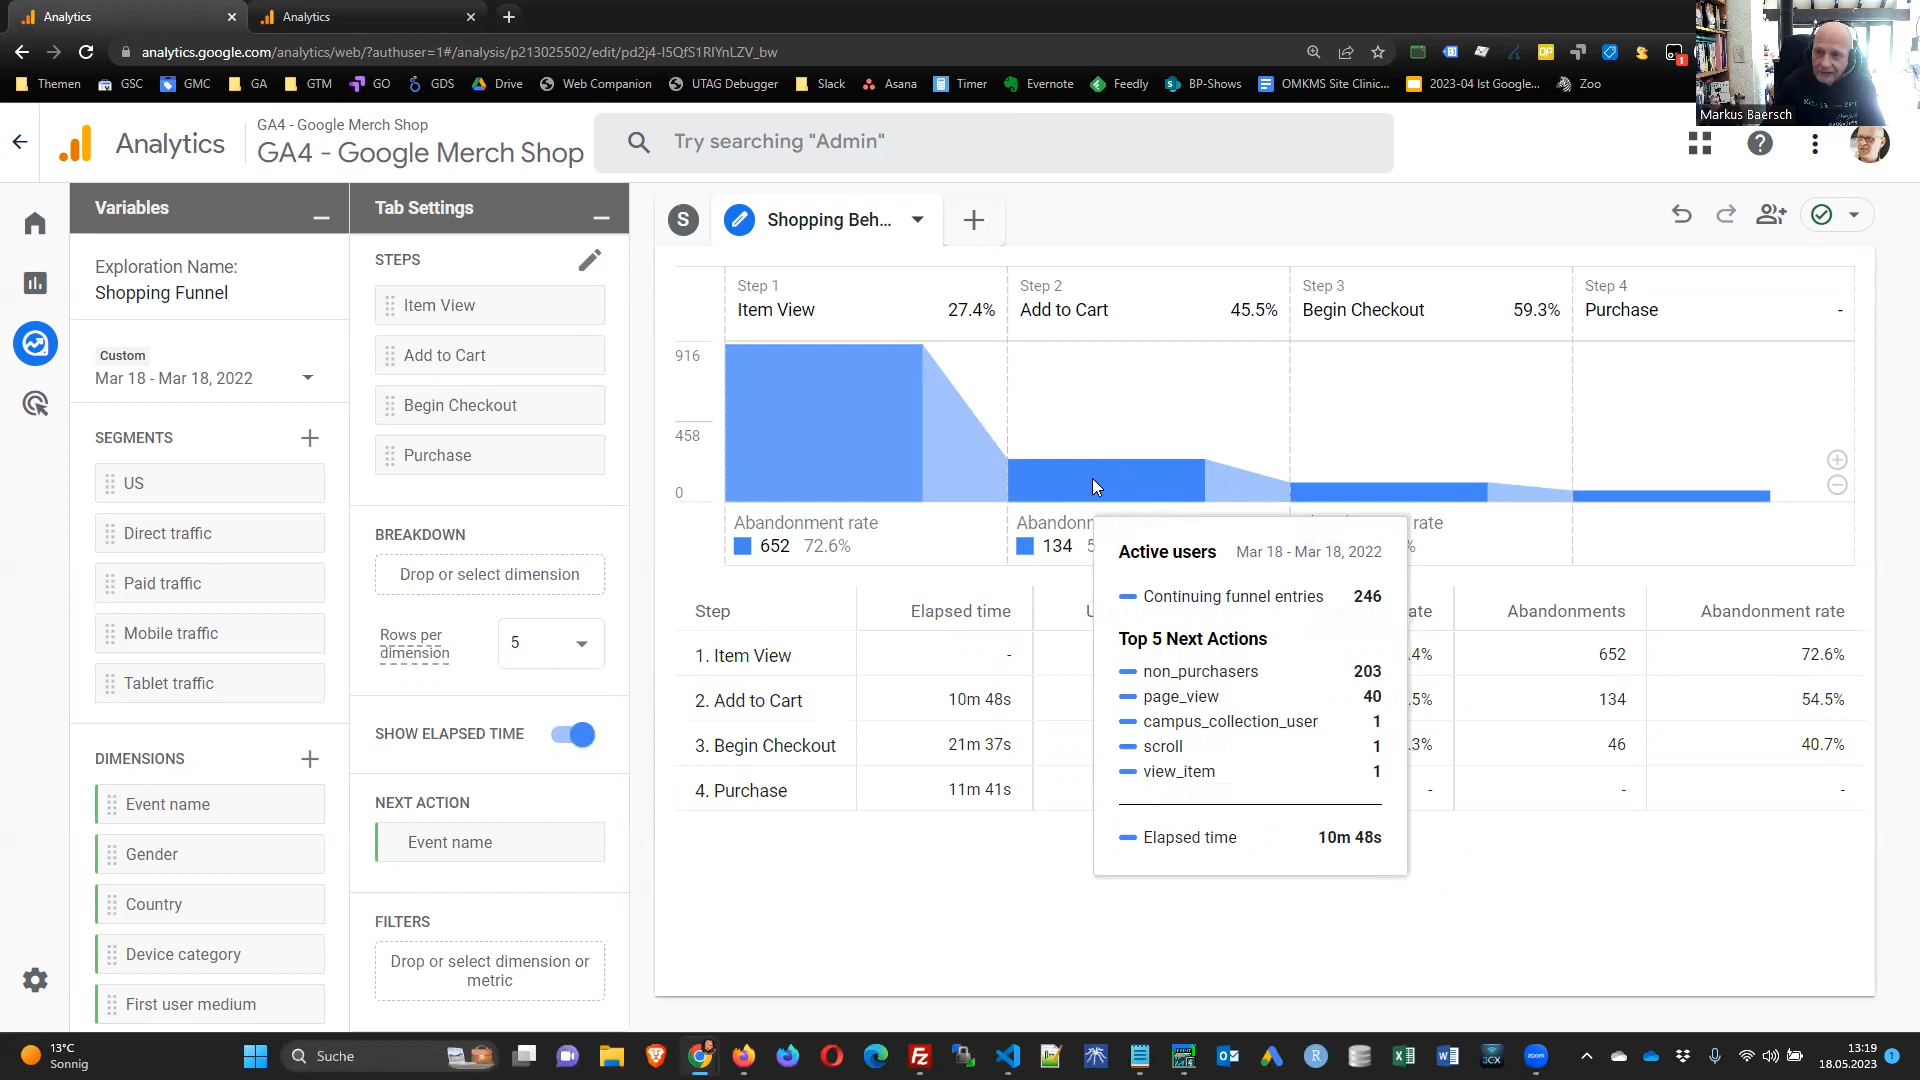 Analytics
Analytics
analytics.google.com/analytics/web/?authuser=1#/analysis/p213025502/edit/pd2j4-I5QfS1RlYnLZV_bw
Themen GSC GMC GA GTM GO GDS Drive Web Companion UTAG Debugger Slack Asana Timer Evernote Feedly BP-Shows OMKMS Site Clinic... 2023-04 Ist Google... Zoo
Markus Baersch
Analytics
GA4 - Google Merch Shop
GA4 - Google Merch Shop
Try searching "Admin"
Variables
Exploration Name:
Shopping Funnel
Custom
Mar 18 - Mar 18, 2022
SEGMENTS
US
Direct traffic
Paid traffic
Mobile traffic
Tablet traffic
DIMENSIONS
Event name
Gender
Country
Device category
First user medium
Tab Settings
STEPS
Item View
Add to Cart
Begin Checkout
Purchase
BREAKDOWN
Drop or select dimension
Rows per
dimension
5
SHOW ELAPSED TIME
NEXT ACTION
Event name
FILTERS
Drop or select dimension or
metric
S
Shopping Beh...
Step 1
Item View 27.4%
Step 2
Add to Cart 45.5%
Step 3
Begin Checkout 59.3%
Step 4
Purchase -
916
458
0
Abandonment rate
652 72.6%
134
rate
Active users Mar 18 - Mar 18, 2022
Continuing funnel entries 246
Top 5 Next Actions
non_purchasers 203
page_view 40
campus_collection_user 1
scroll 1
view_item 1
Elapsed time 10m 48s
Step Elapsed time Abandonments Abandonment rate
1. Item View - 652 72.6%
2. Add to Cart 10m 48s 134 54.5%
3. Begin Checkout 21m 37s 46 40.7%
4. Purchase 11m 41s - - -
13°C
Sonnig
Suche
13:19
18.05.2023